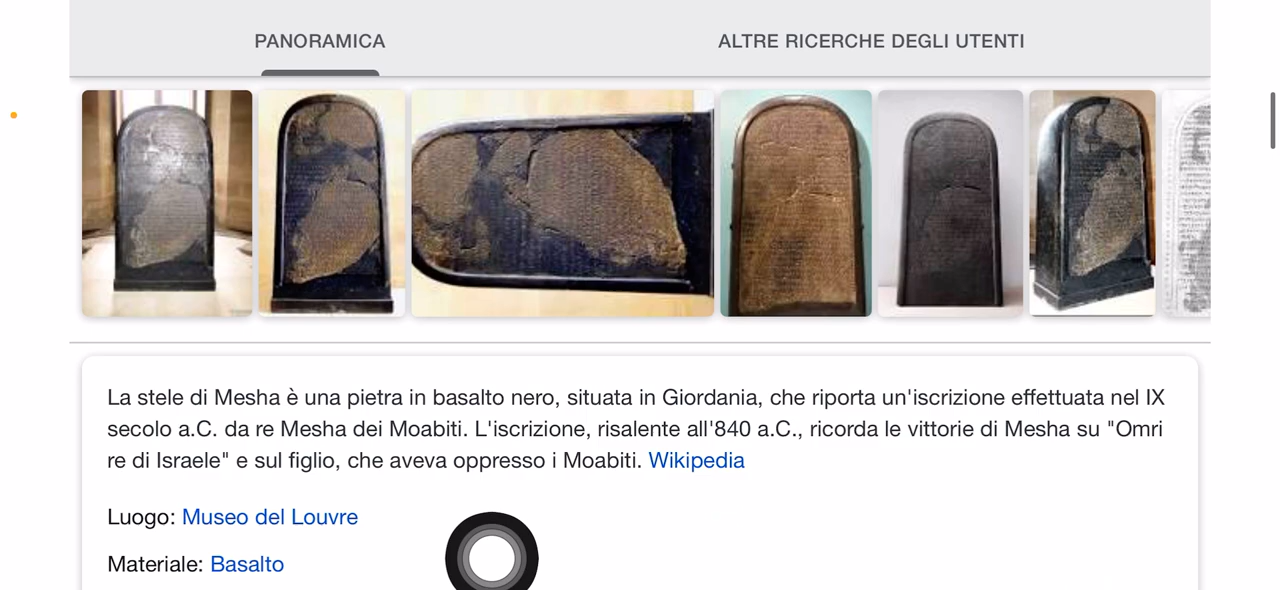 PANORAMICA
ALTRE RICERCHE DEGLI UTENTI
La stele di Mesha è una pietra in basalto nero, situata in Giordania, che riporta un'iscrizione effettuata nel IX
secolo a.C. da re Mesha dei Moabiti. L'iscrizione, risalente all'840 a.C., ricorda le vittorie di Mesha su "Omri
re di Israele" e sul figlio, che aveva oppresso i Moabiti. Wikipedia
Luogo: Museo del Louvre
Materiale: Basalto